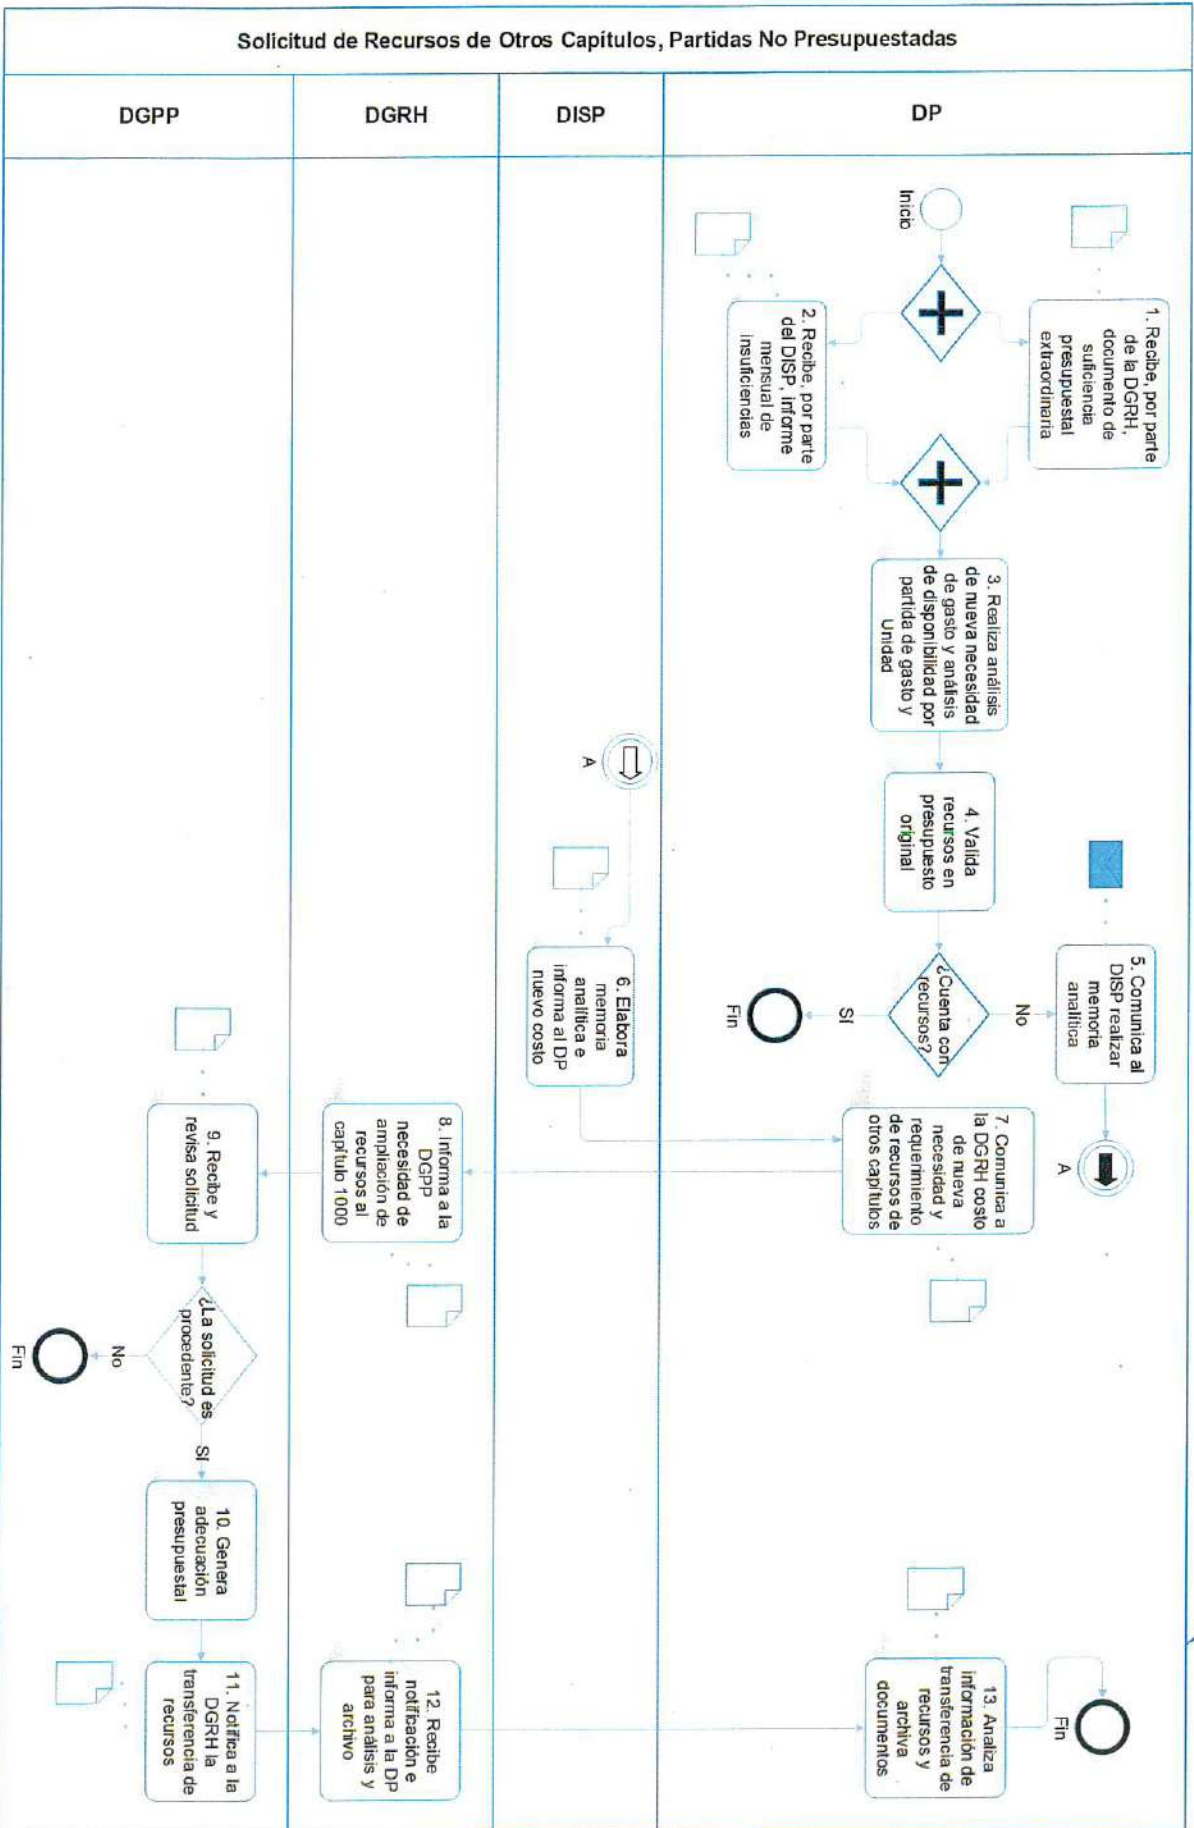 Solicitud de Recursos de Otros Capítulos, Partidas No Presupuestadas
DP
Inicio
1. Recibe, por parte
de la DGRH,
documento de
suficiencia
presupuestal
extraordinaria
2. Recibe, por parte
del DISP, informe
mensual de
insuficiencias
3. Realiza análisis
de nueva necesidad
de gasto y análisis
de disponibilidad por
partida de gasto y
Unidad
4. Valida
recursos en
presupuesto
original
¿Cuenta con
recursos?
No
SÍ
Fin
5. Comunica al
DISP realizar
memoria
analítica
A
7. Comunica a
la DGRH costo
de nueva
necesidad y
requerimiento
de recursos de
otros capítulos
13. Analiza
información de
transferencia de
recursos y
archiva
documentos
Fin
DISP
A
6. Elabora
memoria
analítica e
informa al DP
nuevo costo
DGRH
8. Informa a la
DGPP
necesidad de
ampliación de
recursos al
capítulo 1000
12. Recibe
notificación e
informa a la DP
para análisis y
archivo
DGPP
9. Recibe y
revisa solicitud
¿La solicitud es
procedente?
No
Fin
SÍ
10. Genera
adecuación
presupuestal
11. Notifica a la
DGRH la
transferencia de
recursos